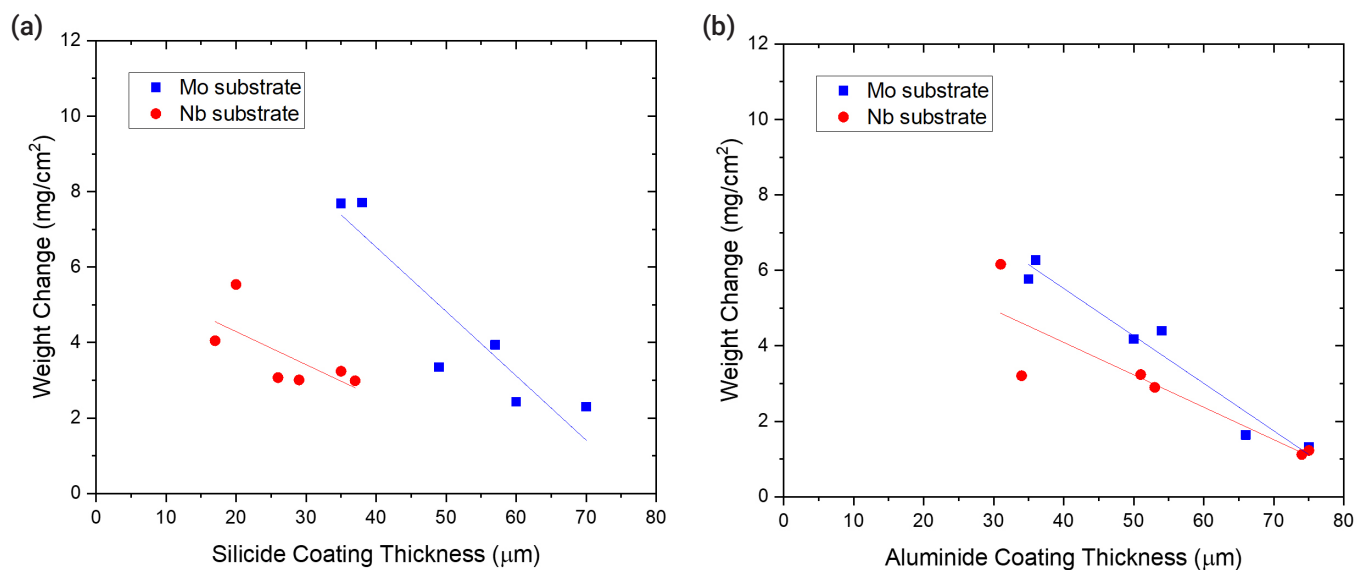 (a)
12
10
8
6
4
2
0
Weight Change (mg/cm²)
Mo substrate
Nb substrate
0 10 20 30 40 50 60 70 80
Silicide Coating Thickness (μm)
(b)
12
10
8
6
4
2
0
Weight Change (mg/cm²)
Mo substrate
Nb substrate
0 10 20 30 40 50 60 70 80
Aluminide Coating Thickness (μm)